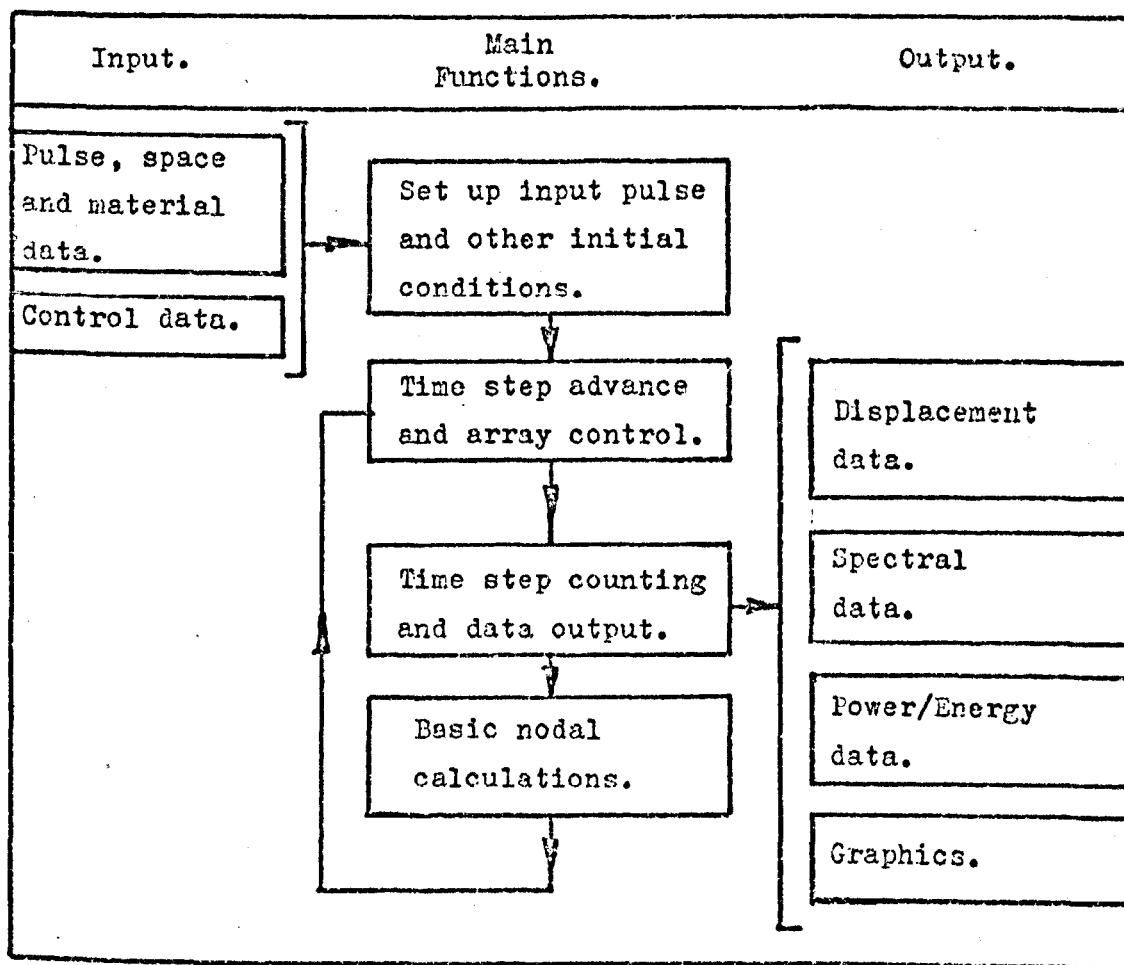 Input.
Main
Functions.
Output.
Pulse, space
and material
data.
Control data.
Set up input pulse
and other initial
conditions.
Time step advance
and array control.
Time step counting
and data output.
Basic nodal
calculations.
Displacement
data.
Spectral
data.
Power/Energy
data.
Graphics.